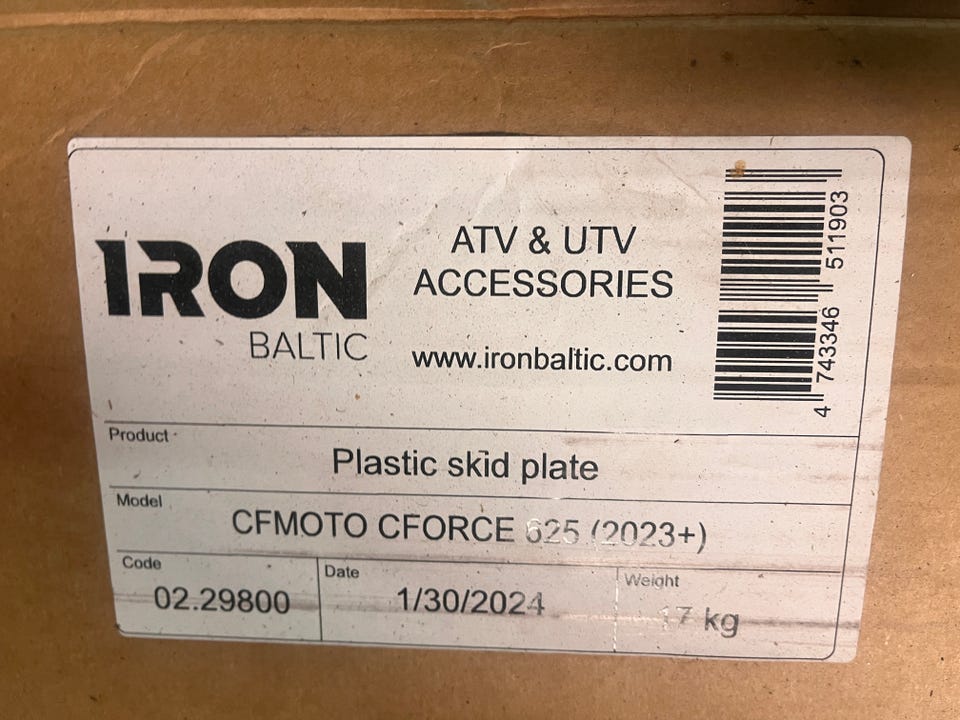 IRON
BALTIC
ATV & UTV
ACCESSORIES
www.ironbaltic.com
4 743346 511903
Product
Plastic skid plate
Model
CFMOTO CFORCE 625 (2023+)
Code
02.29800
Date
1/30/2024
Weight
17 kg